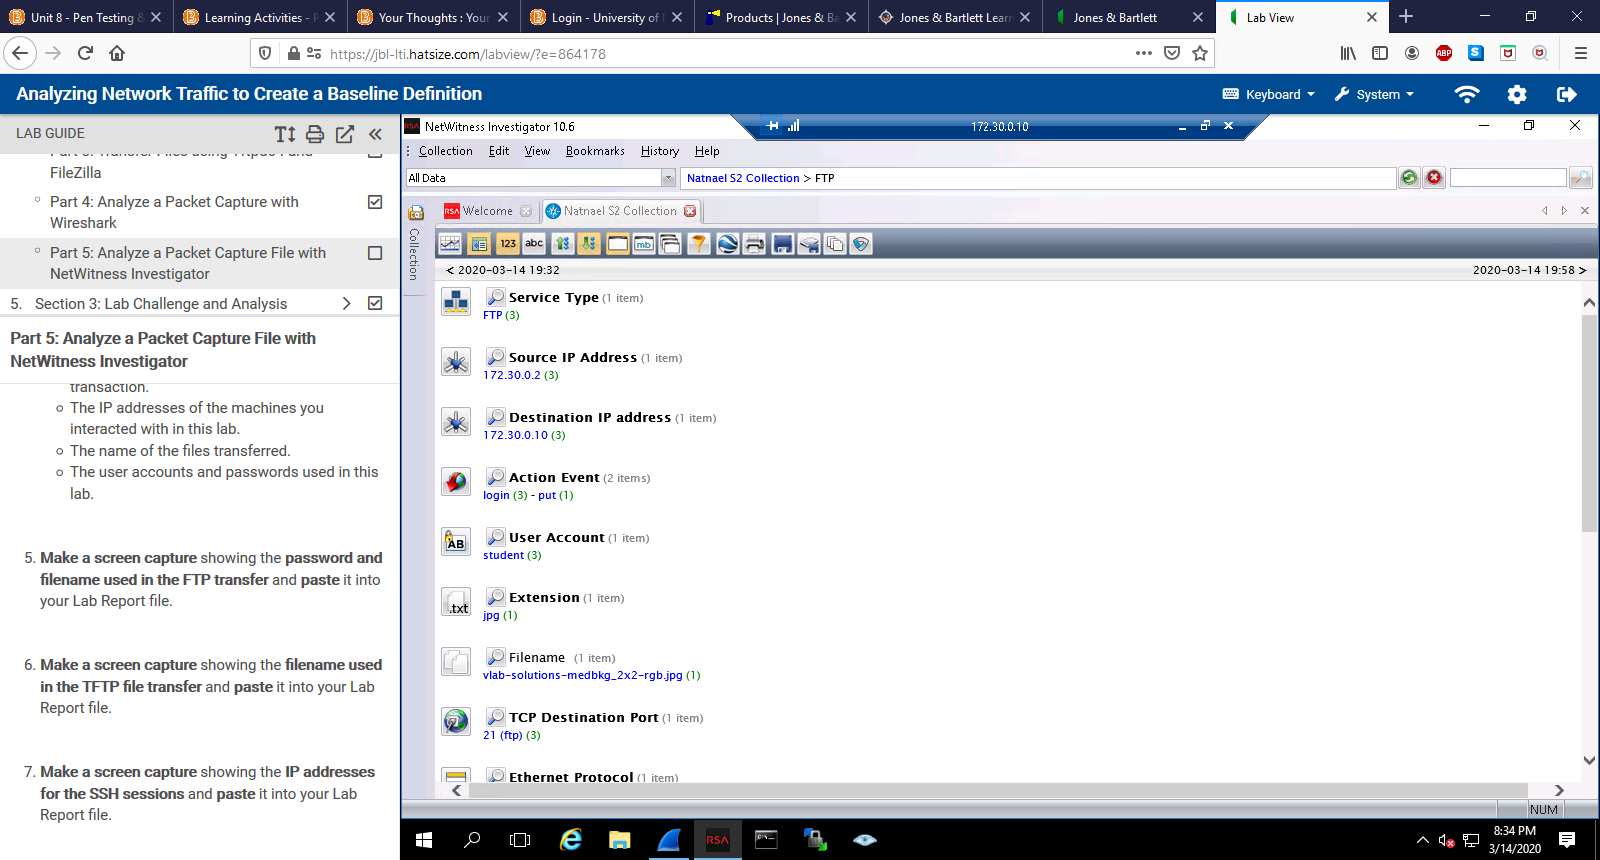 Unit 8 - Pen Testing &
Learning Activities - P
Your Thoughts : Your
Login - University of
Products | Jones & Ba
Jones & Bartlett Learn
Jones & Bartlett
Lab View
https://jbl-lti.hatsize.com/labview/?e=864178
ABP
S
Analyzing Network Traffic to Create a Baseline Definition
Keyboard
System
LAB GUIDE
FileZilla
Part 4: Analyze a Packet Capture with
Wireshark
Part 5: Analyze a Packet Capture File with
NetWitness Investigator
5. Section 3: Lab Challenge and Analysis
Part 5: Analyze a Packet Capture File with
NetWitness Investigator
transaction.
The IP addresses of the machines you
interacted with in this lab.
The name of the files transferred.
The user accounts and passwords used in this
lab.
5. Make a screen capture showing the password and
filename used in the FTP transfer and paste it into
your Lab Report file.
6. Make a screen capture showing the filename used
in the TFTP file transfer and paste it into your Lab
Report file.
7. Make a screen capture showing the IP addresses
for the SSH sessions and paste it into your Lab
Report file.
RSA NetWitness Investigator 10.6
172.30.0.10
Collection Edit View Bookmarks History Help
All Data
Natnael S2 Collection > FTP
Collection
RSA Welcome
Natnael S2 Collection
123
abc
mb
< 2020-03-14 19:32
2020-03-14 19:58 >
Service Type (1 item)
FTP (3)
Source IP Address (1 item)
172.30.0.2 (3)
Destination IP address (1 item)
172.30.0.10 (3)
Action Event (2 items)
login (3) - put (1)
AB
User Account (1 item)
student (3)
.txt
Extension (1 item)
jpg (1)
Filename (1 item)
vlab-solutions-medbkg_2x2-rgb.jpg (1)
TCP Destination Port (1 item)
21 (ftp) (3)
Ethernet Protocol (1 item)
NUM
RSA
8:34 PM
3/14/2020